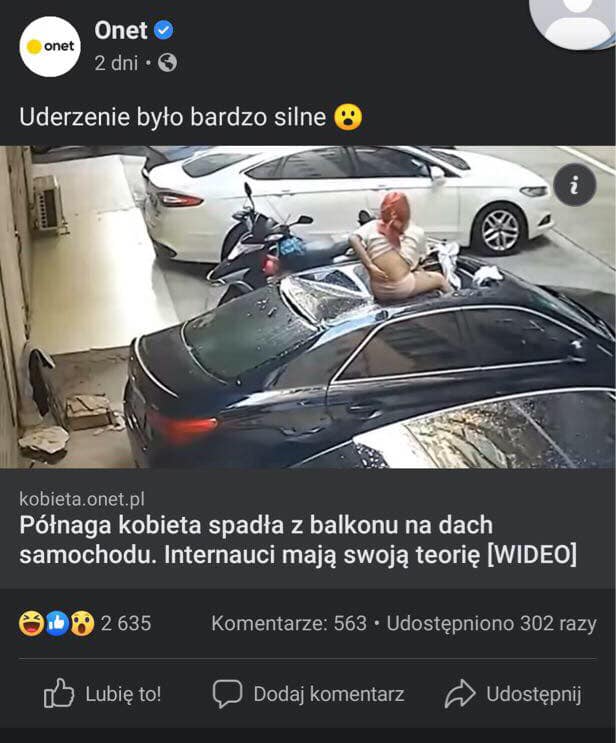 onet
Onet
2 dni
Uderzenie było bardzo silne 😮
i
kobieta.onet.pl
Półnaga kobieta spadła z balkonu na dach
samochodu. Internauci mają swoją teorię [WIDEO]
2 635 Komentarze: 563 • Udostępniono 302 razy
Lubię to! Dodaj komentarz Udostępnij